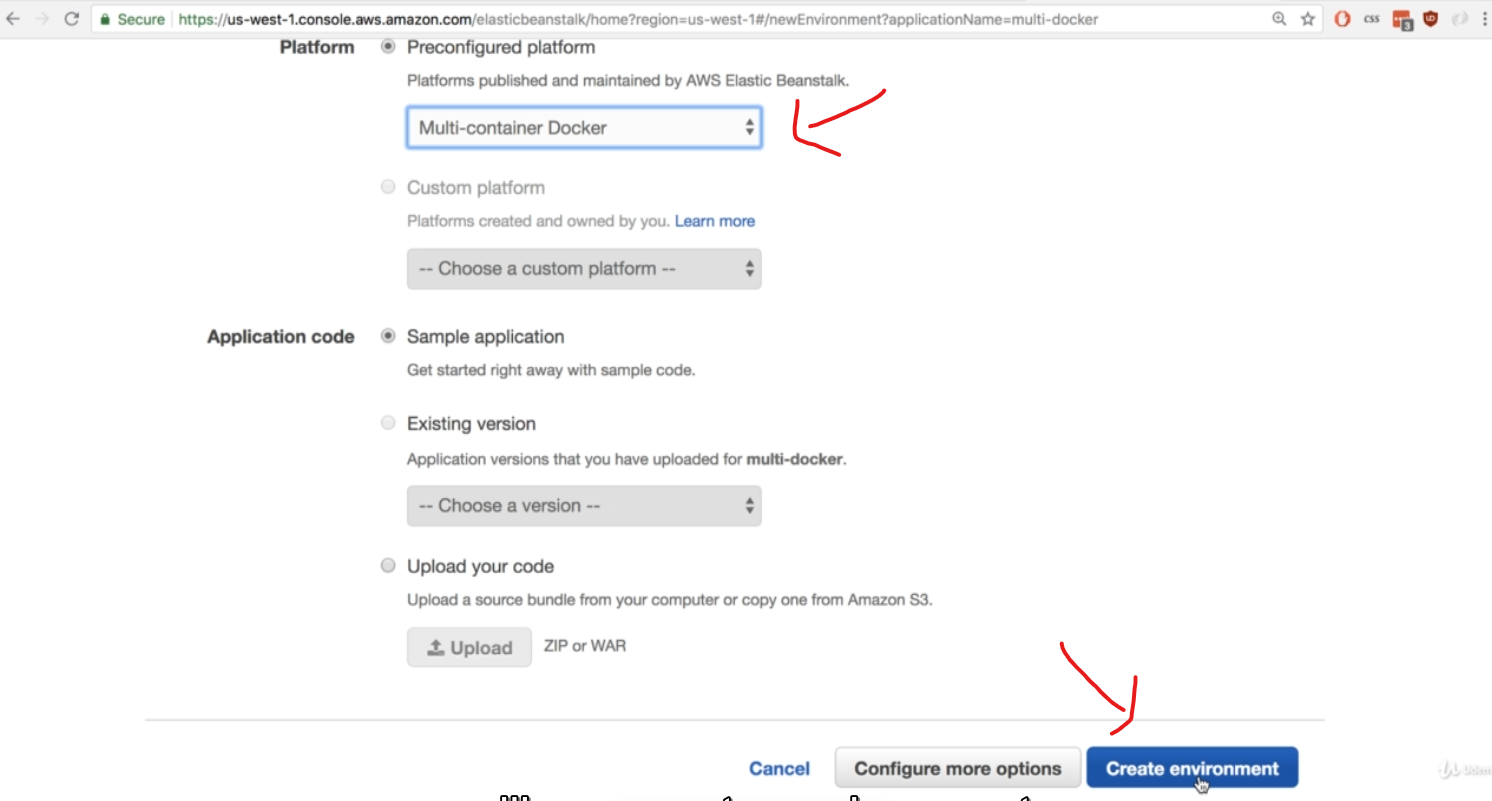 Secure https://us-west-1.console.aws.amazon.com/elasticbeanstalk/home?region=us-west-1#/newEnvironment?applicationName=multi-docker css 3
Platform Preconfigured platform
Platforms published and maintained by AWS Elastic Beanstalk.
Multi-container Docker
Custom platform
Platforms created and owned by you. Learn more
-- Choose a custom platform --
Application code Sample application
Get started right away with sample code.
Existing version
Application versions that you have uploaded for multi-docker.
-- Choose a version --
Upload your code
Upload a source bundle from your computer or copy one from Amazon S3.
Upload ZIP or WAR
Cancel Configure more options Create environment